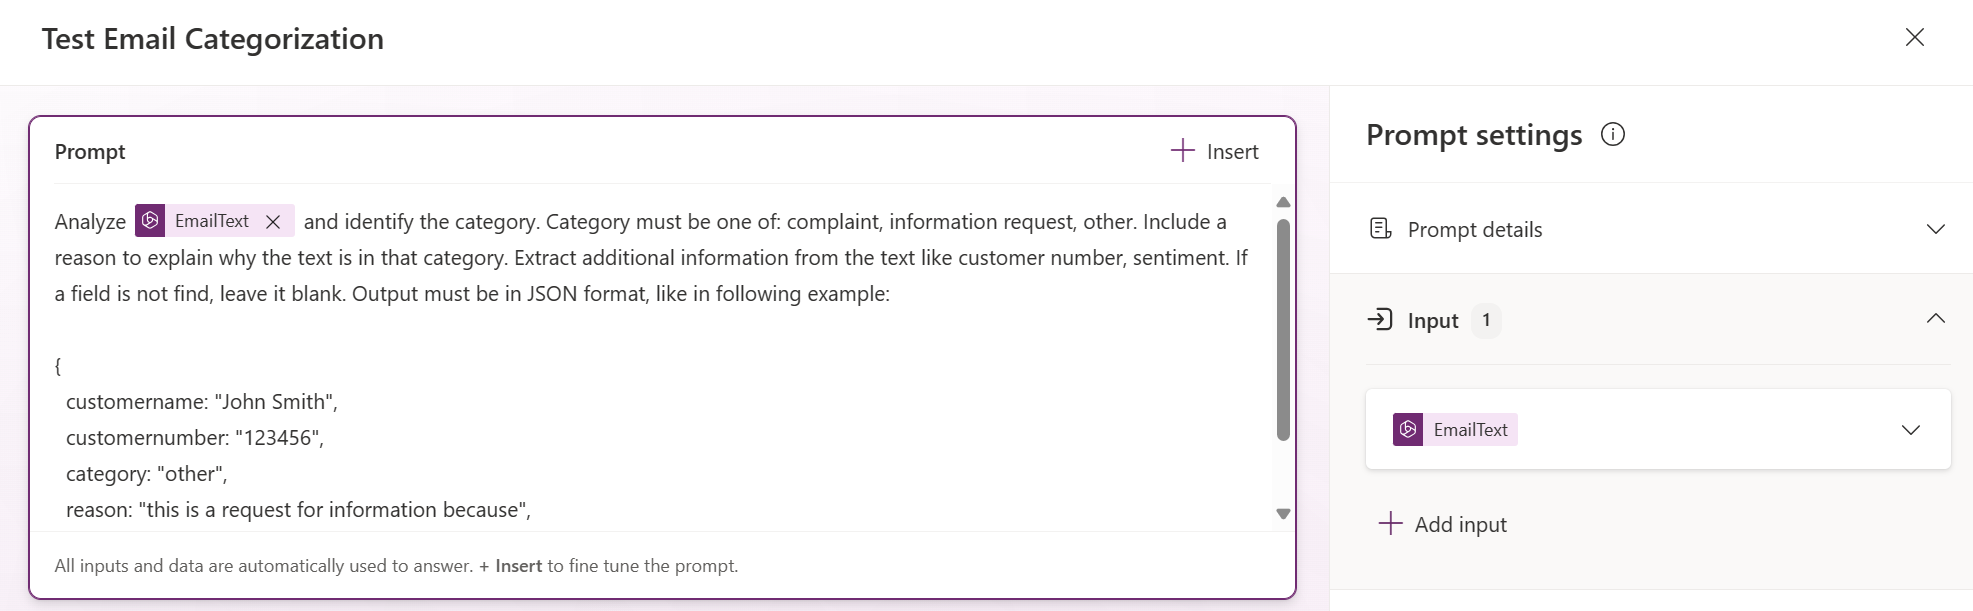 Test Email Categorization
Prompt
Insert
Analyze EmailText and identify the category. Category must be one of: complaint, information request, other. Include a
reason to explain why the text is in that category. Extract additional information from the text like customer number, sentiment. If
a field is not find, leave it blank. Output must be in JSON format, like in following example:
{
customername: "John Smith",
customernumber: "123456",
category: "other",
reason: "this is a request for information because",
All inputs and data are automatically used to answer. + Insert to fine tune the prompt.
Prompt settings
Prompt details
Input 1
EmailText
Add input